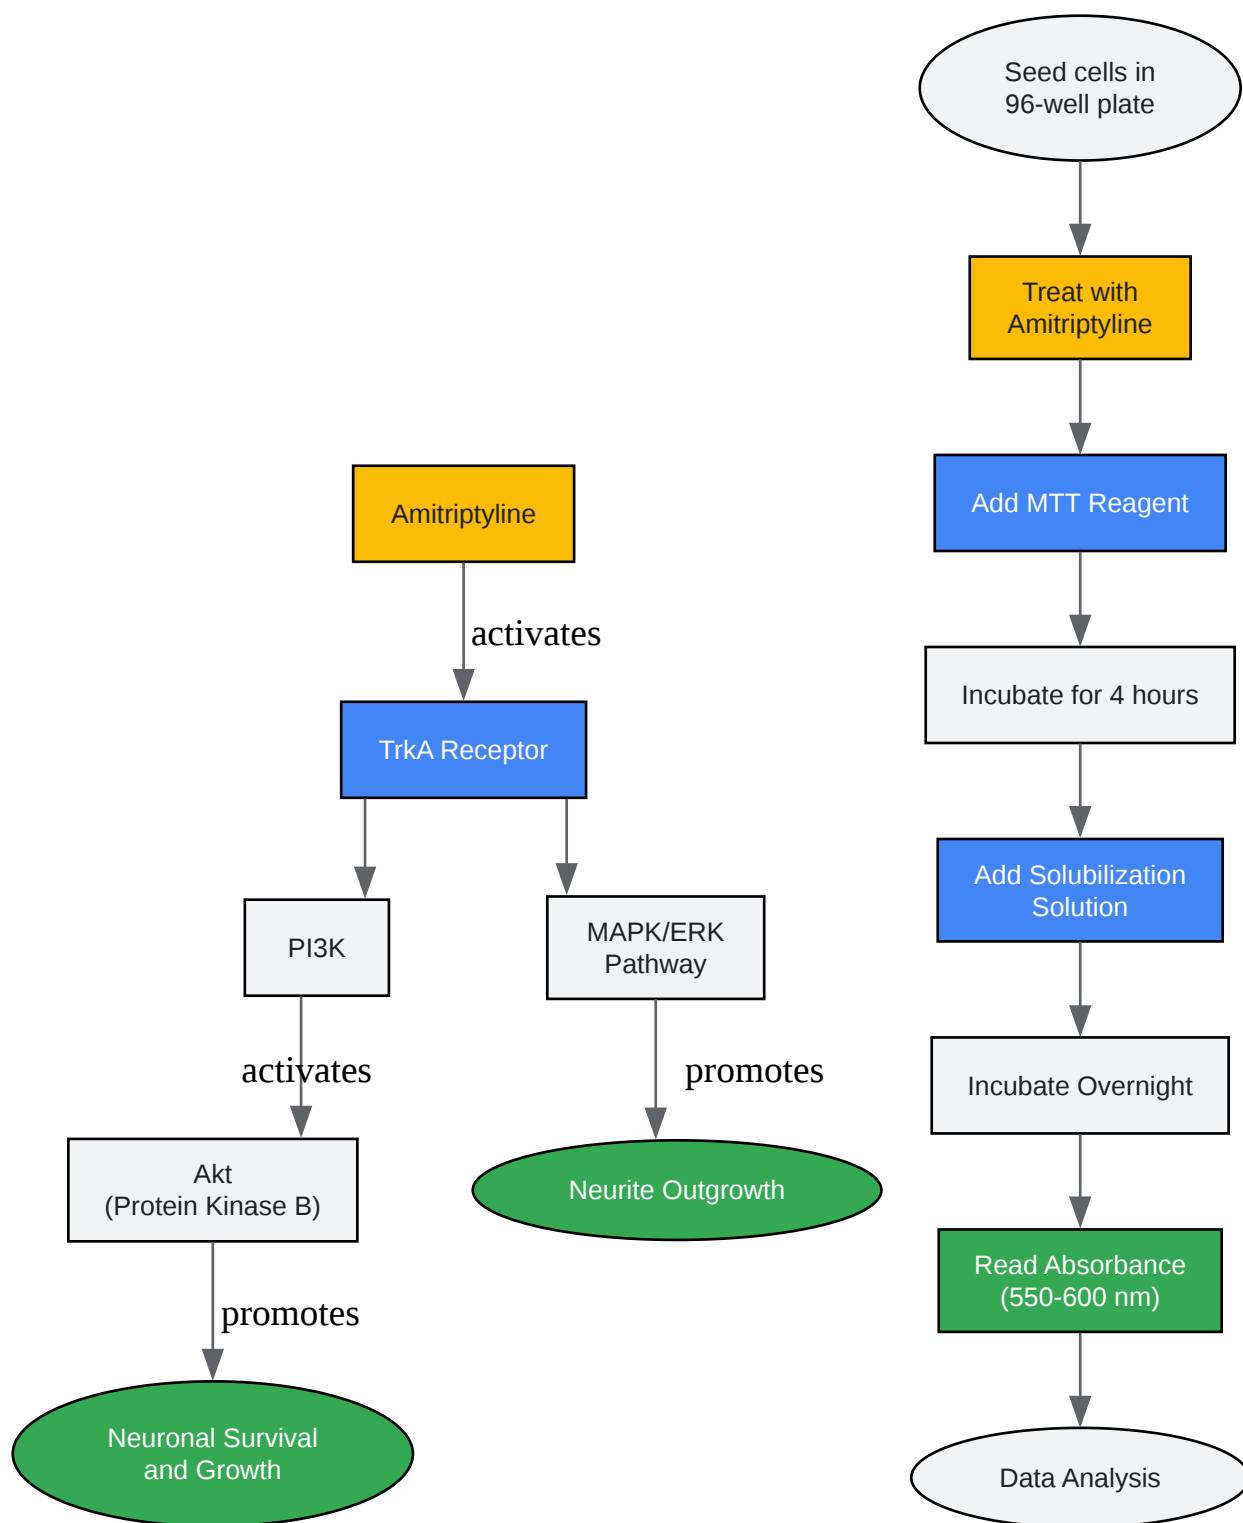 Amitriptyline
activates
TrkA Receptor
PI3K
MAPK/ERK
Pathway
activates
promotes
Akt
(Protein Kinase B)
Neurite Outgrowth
promotes
Neuronal Survival
and Growth
Seed cells in
96-well plate
Treat with
Amitriptyline
Add MTT Reagent
Incubate for 4 hours
Add Solubilization
Solution
Incubate Overnight
Read Absorbance
(550-600 nm)
Data Analysis